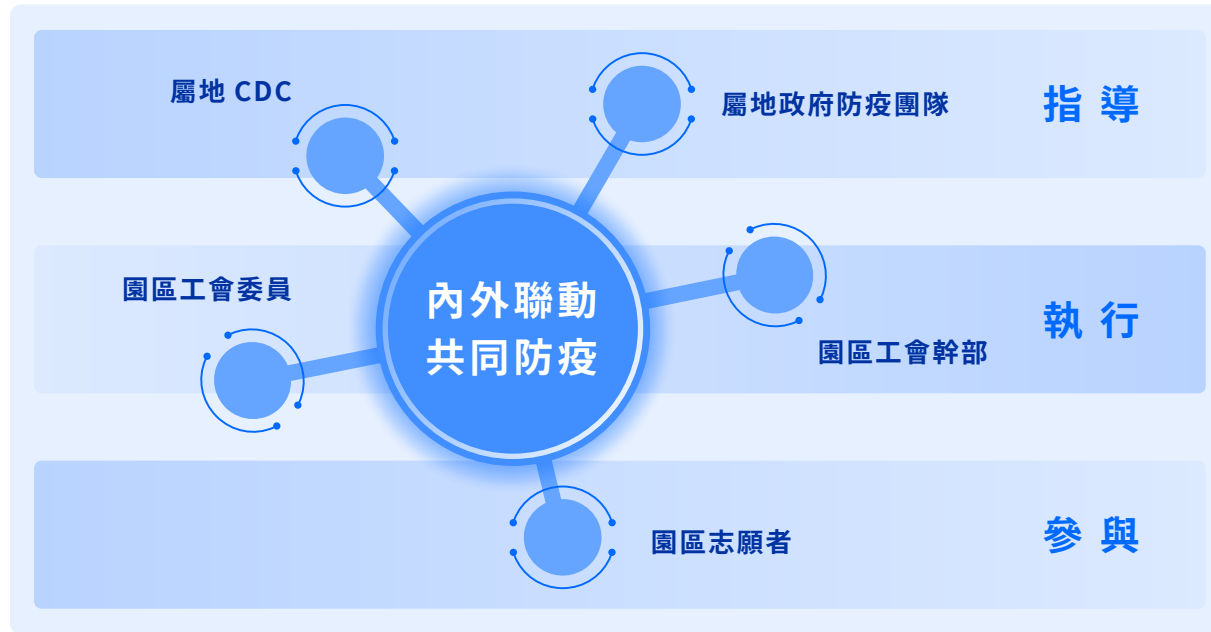 屬地 CDC
屬地政府防疫團隊
指導
內外聯動
共同防疫
園區工會委員
園區工會幹部
執行
園區志願者
參與